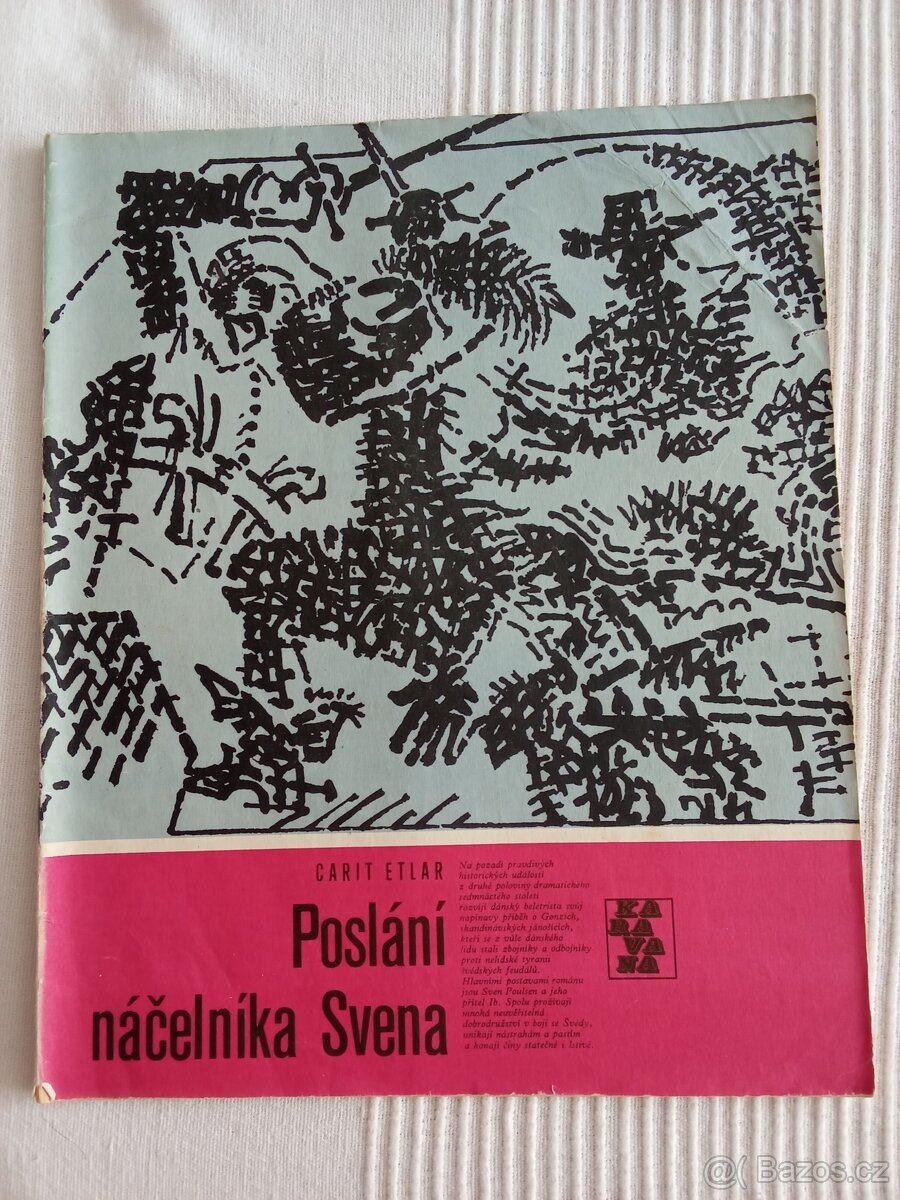 CARIT ETLAR
Poslání
náčelníka Svena
Na pozadí pravdivých
historických událostí
z druhé poloviny dramatického
sedmnáctého století
rozvíjí dánský beletrista svůj
napínavý příběh o Gonzích,
skandinávských jánošících,
kteří se z vůle dánského
lidu stali zbojníky a odbojníky
proti nelidské tyranii
švédských feudálů.
Hlavními postavami románu
jsou Sven Poulsen a jeho
přítel Ib. Spolu prožívají
mnohá neuvěřitelná
dobrodružství v boji se Švédy,
unikají nástrahám a pastím
a konají činy statečné i lstivé.
KA
RA
VA
NA
@ Bazos.cz